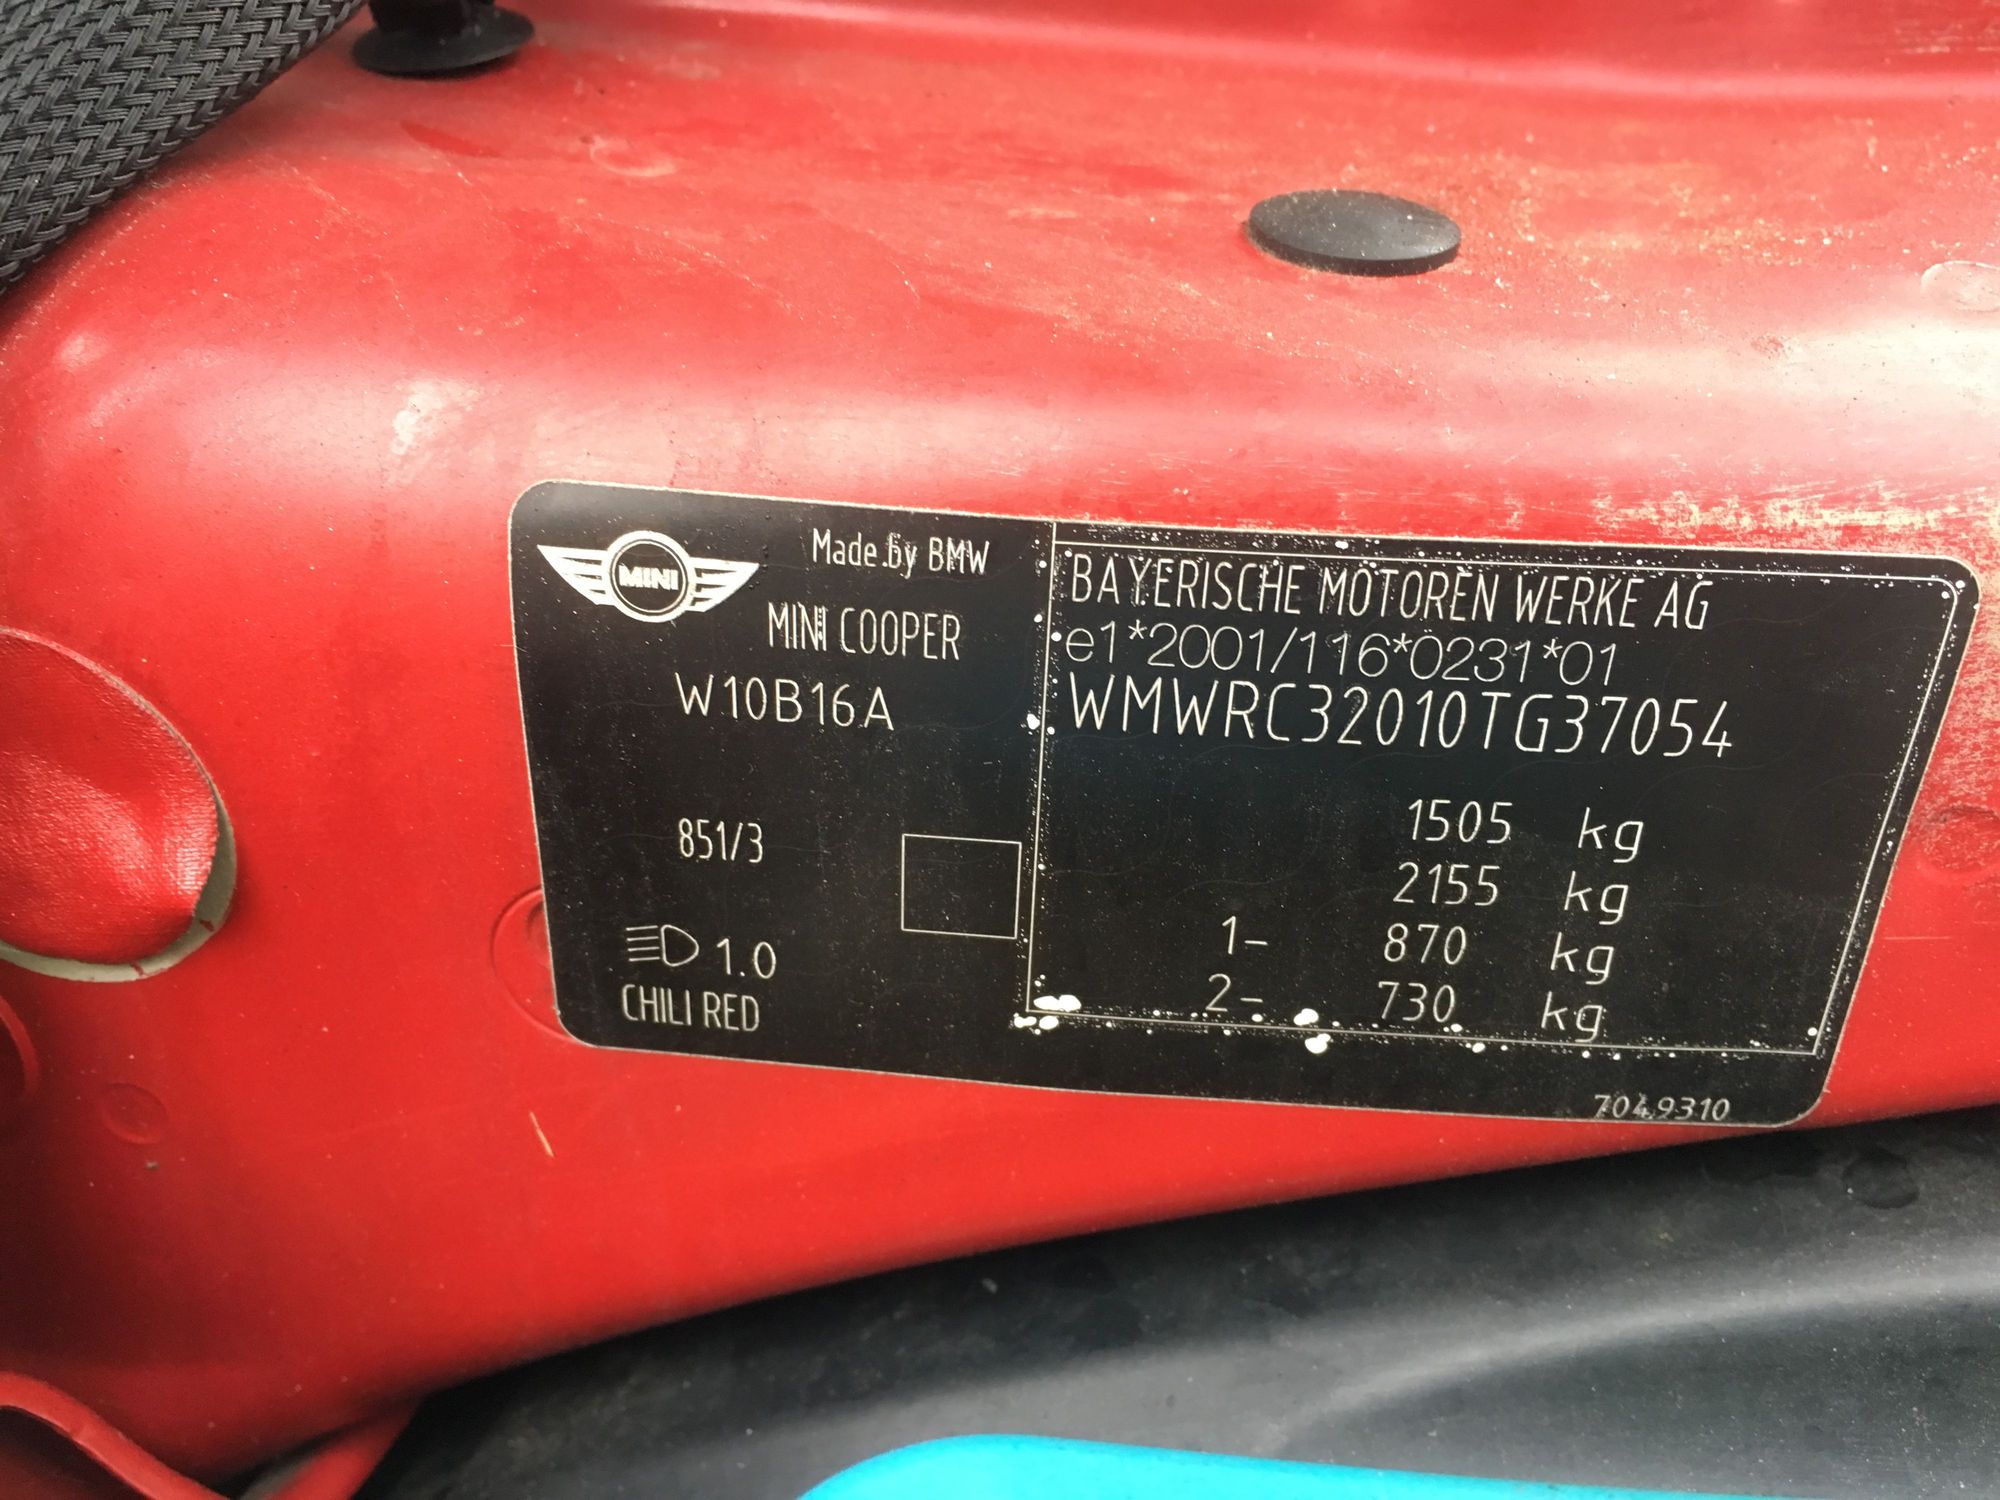 MINI
Made by BMW
MINI COOPER
W10B16A
851/3
1.0
CHILI RED
BAYERISCHE MOTOREN WERKE AG
e1*2001/116*0231*01
WMWRC32010TG37054
1505 kg
2155 kg
1- 870 kg
2- 730 kg
7049310